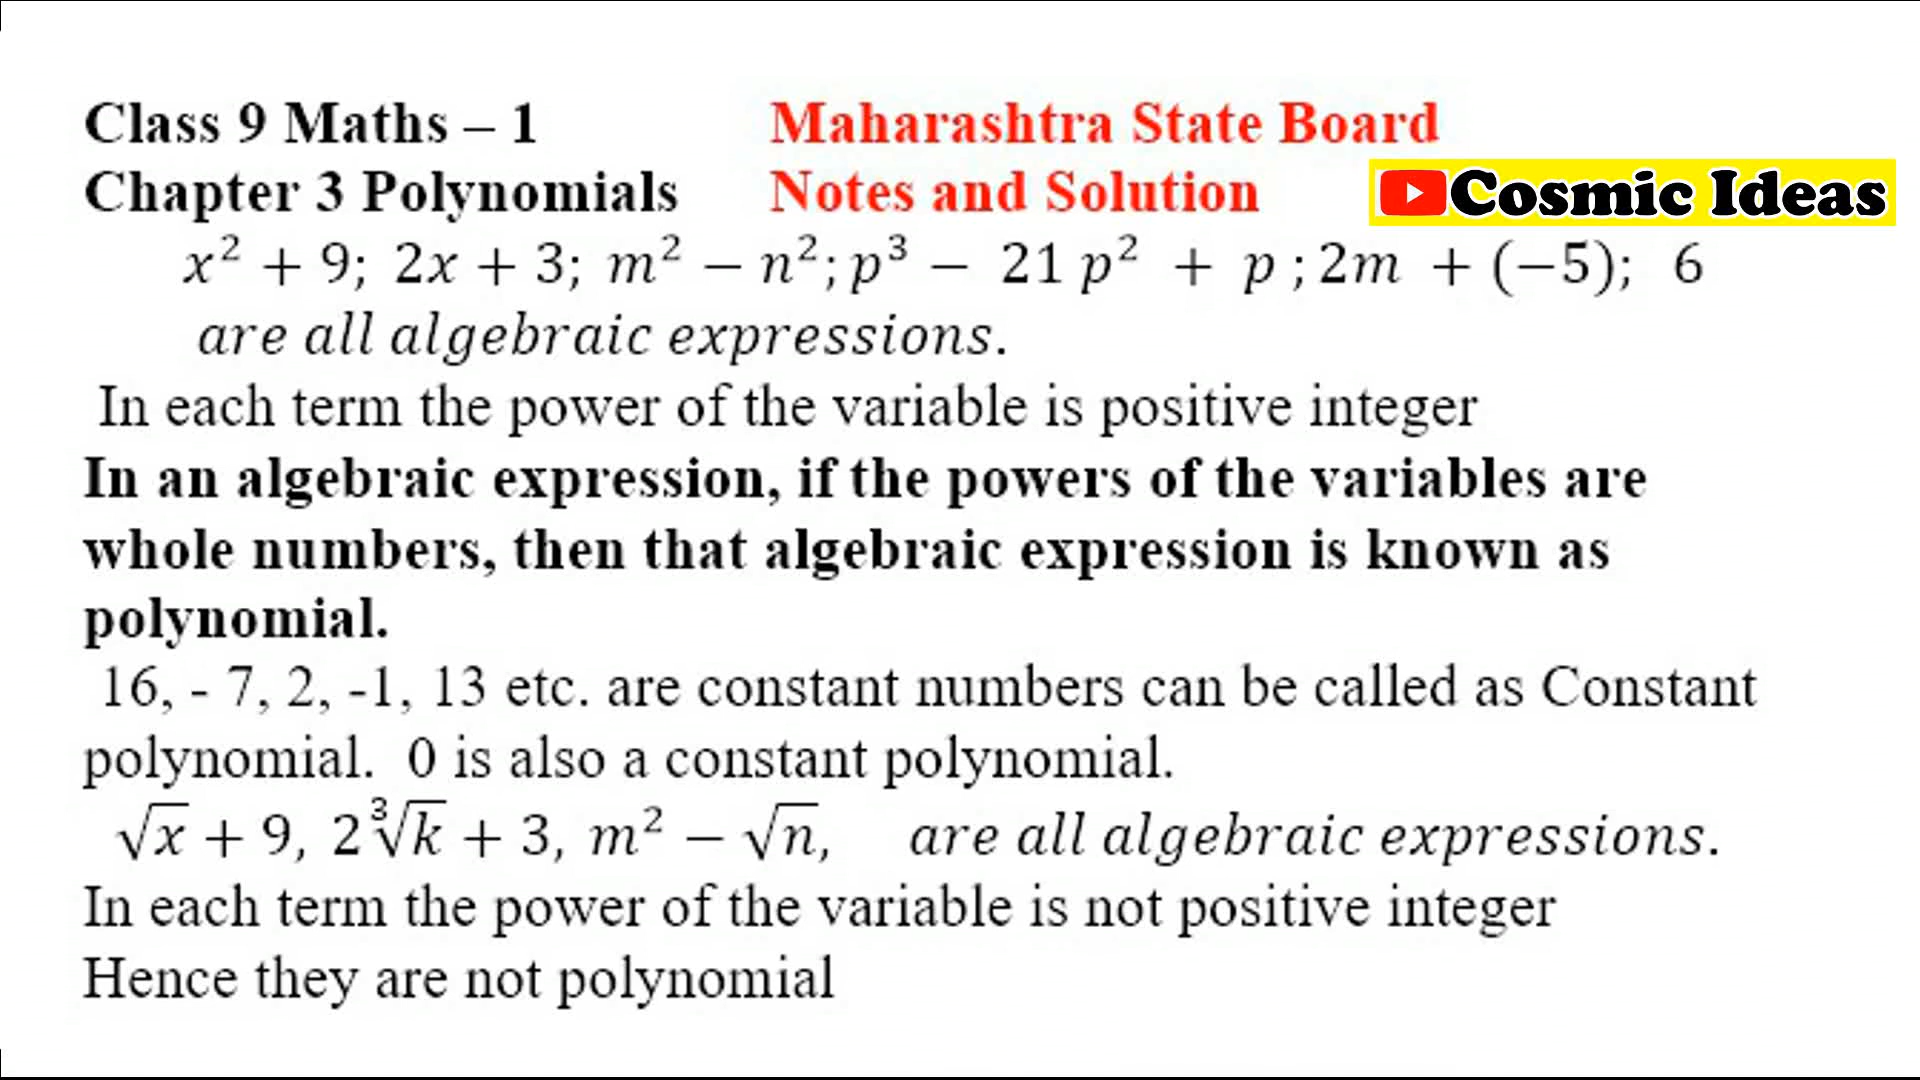 Class 9 Maths – 1 Maharashtra State Board
Chapter 3 Polynomials Notes and Solution Cosmic Ideas
x² + 9; 2x + 3; m² − n²; p³ − 21 p² + p ; 2m + (−5); 6
are all algebraic expressions.
In each term the power of the variable is positive integer
In an algebraic expression, if the powers of the variables are
whole numbers, then that algebraic expression is known as
polynomial.
16, - 7, 2, -1, 13 etc. are constant numbers can be called as Constant
polynomial. 0 is also a constant polynomial.
√x + 9, 2∛k + 3, m² − √n, are all algebraic expressions.
In each term the power of the variable is not positive integer
Hence they are not polynomial